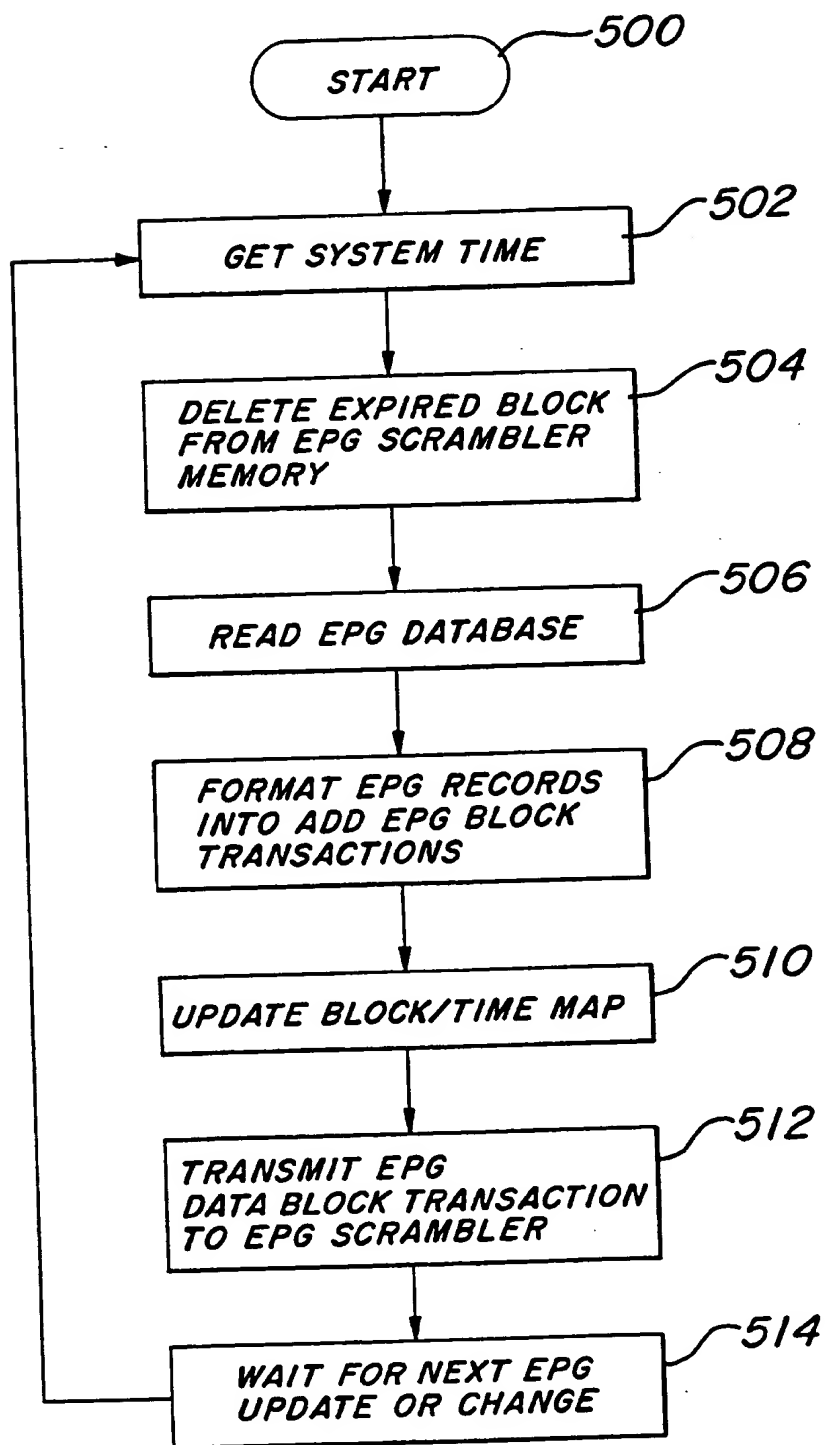 500
START
502
GET SYSTEM TIME
504
DELETE EXPIRED BLOCK
FROM EPG SCRAMBLER
MEMORY
506
READ EPG DATABASE
508
FORMAT EPG RECORDS
INTO ADD EPG BLOCK
TRANSACTIONS
510
UPDATE BLOCK/TIME MAP
512
TRANSMIT EPG
DATA BLOCK TRANSACTION
TO EPG SCRAMBLER
514
WAIT FOR NEXT EPG
UPDATE OR CHANGE